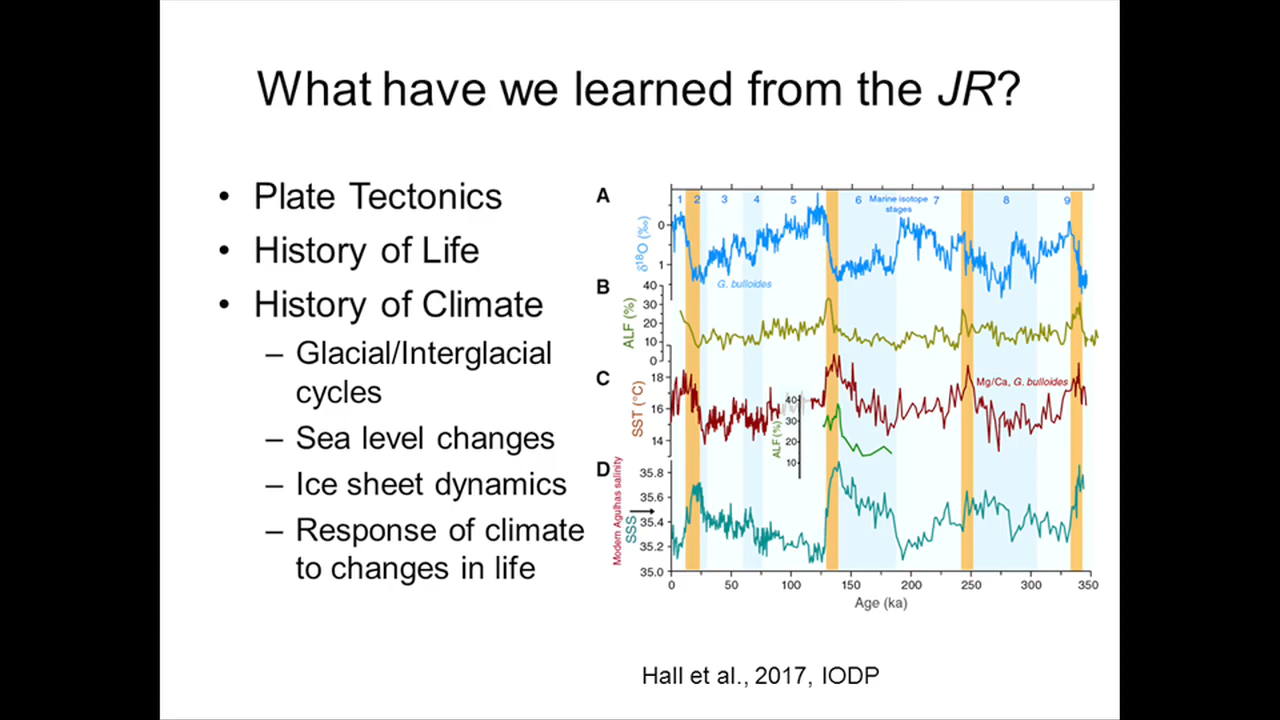 What have we learned from the JR?
• Plate Tectonics
• History of Life
• History of Climate
– Glacial/Interglacial
cycles
– Sea level changes
– Ice sheet dynamics
– Response of climate
to changes in life
A
1 2 3 4 5 6 Marine isotope stages 7 8 9
δ18O (‰)
0
1
G. bulloides
B
ALF (%)
40
30
20
10
0
C
SST (°C)
18
16
14
Mg/Ca, G. bulloides
ALF (%)
40
30
20
10
D
Modern Agulhas salinity
SSS
35.8
35.6
35.4
35.2
35.0
0 50 100 150 200 250 300 350
Age (ka)
Hall et al., 2017, IODP